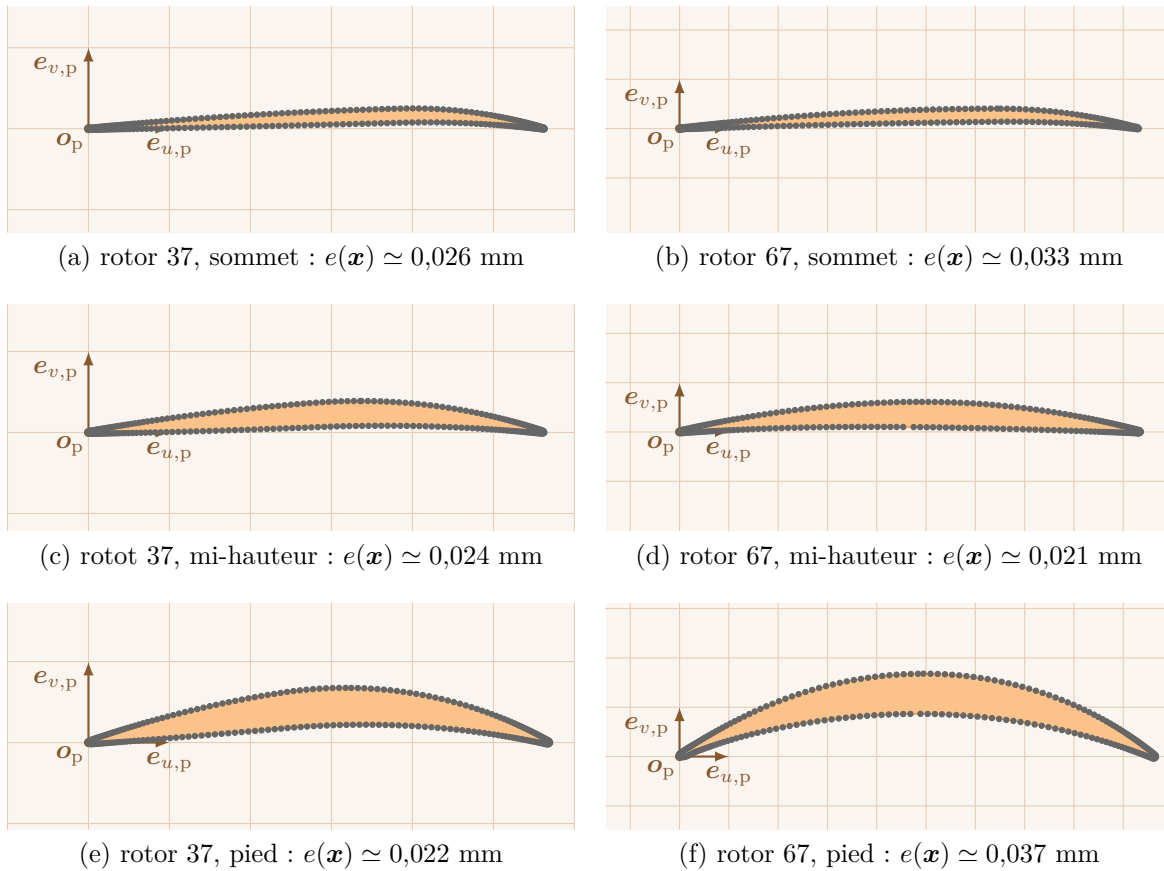 e_{v,p}
o_p
e_{u,p}
e_{v,p}
o_p
e_{u,p}
(a) rotor 37, sommet : e(x) ≃ 0,026 mm
(b) rotor 67, sommet : e(x) ≃ 0,033 mm
e_{v,p}
o_p
e_{u,p}
e_{v,p}
o_p
e_{u,p}
(c) rotot 37, mi-hauteur : e(x) ≃ 0,024 mm
(d) rotor 67, mi-hauteur : e(x) ≃ 0,021 mm
e_{v,p}
o_p
e_{u,p}
e_{v,p}
o_p
e_{u,p}
(e) rotor 37, pied : e(x) ≃ 0,022 mm
(f) rotor 67, pied : e(x) ≃ 0,037 mm